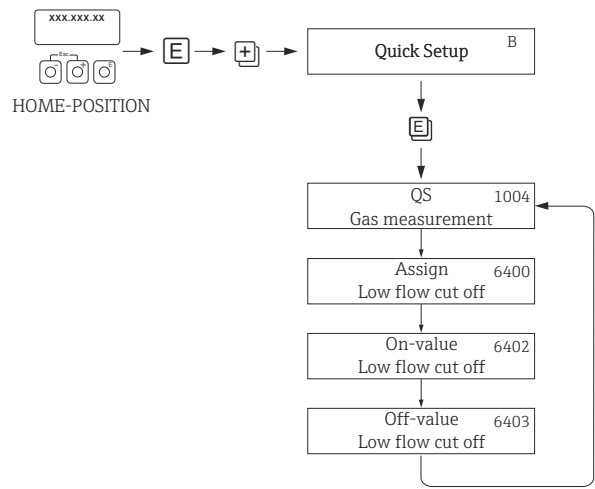 xxx.xxx.xx
Esc
- + E
HOME-POSITION
E
+
Quick Setup
B
E
QS
1004
Gas measurement
Assign
6400
Low flow cut off
On-value
6402
Low flow cut off
Off-value
6403
Low flow cut off